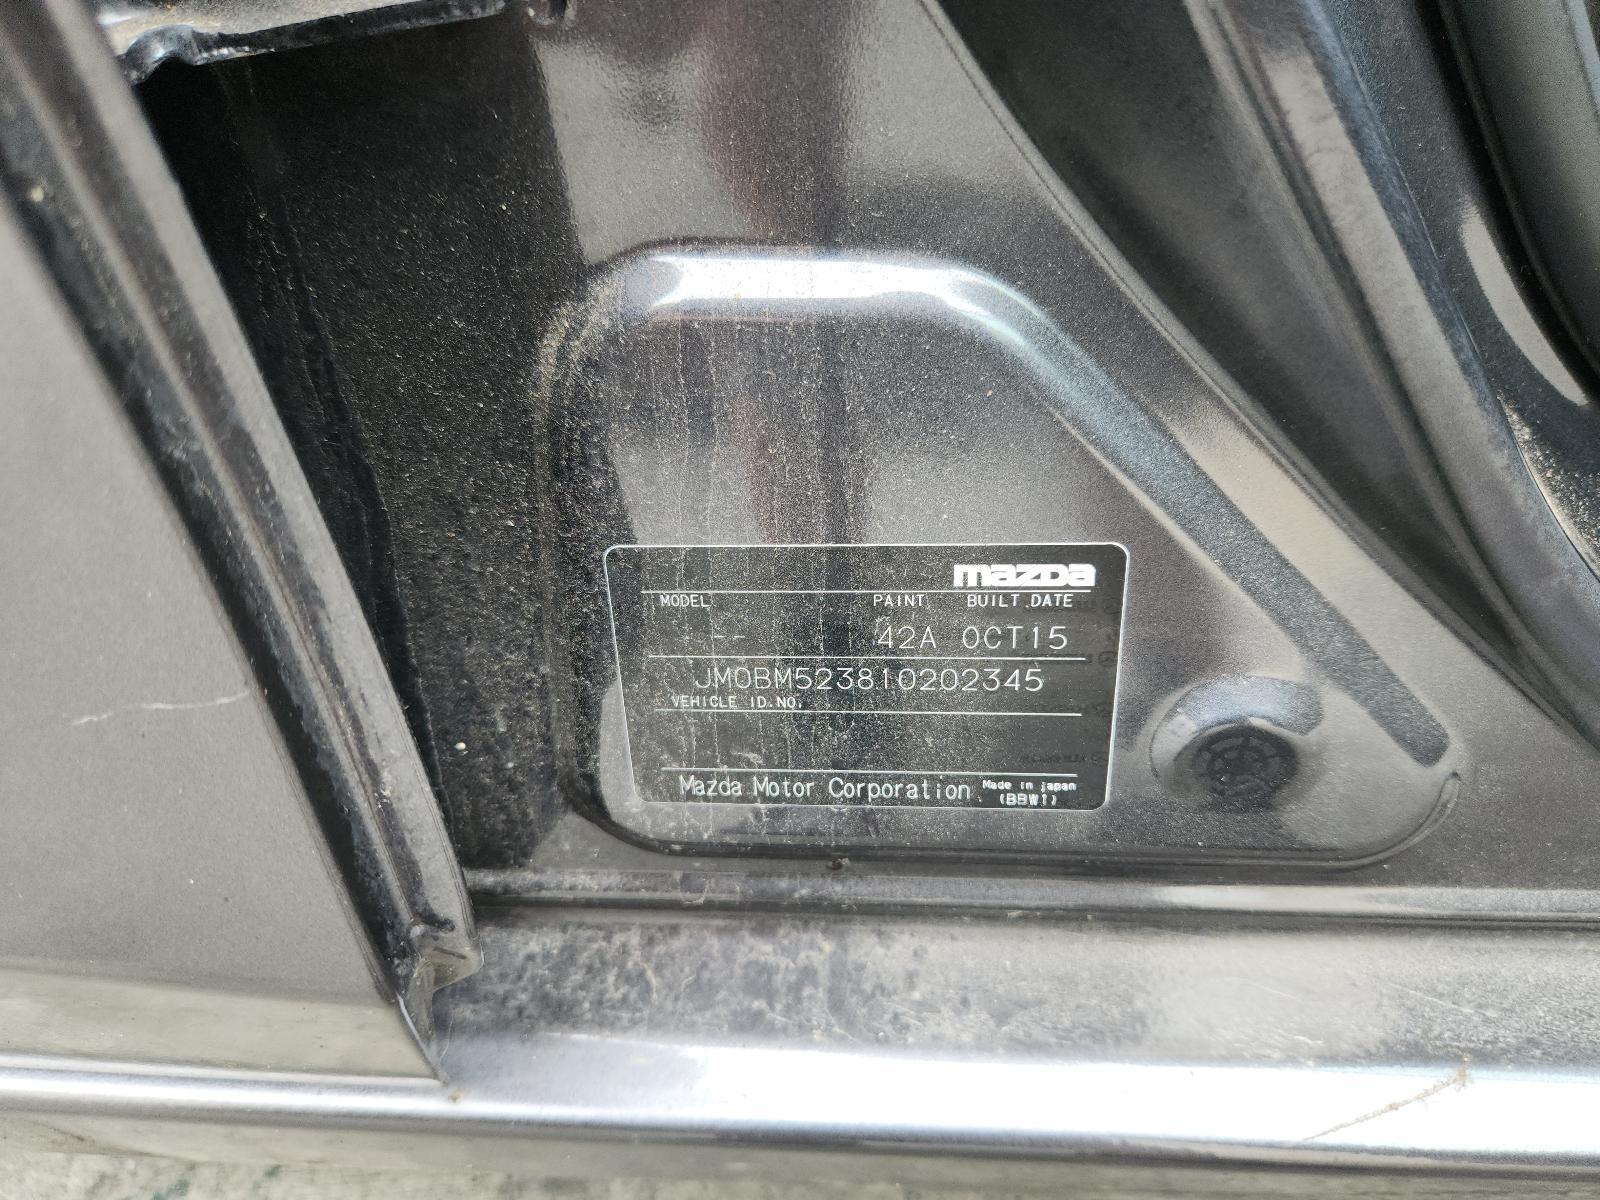 mazda
MODEL PAINT BUILT DATE
-- 42A OCT15
JM0BM523810202345
VEHICLE ID.NO.
Mazda Motor Corporation Made in japan
(BBW1)